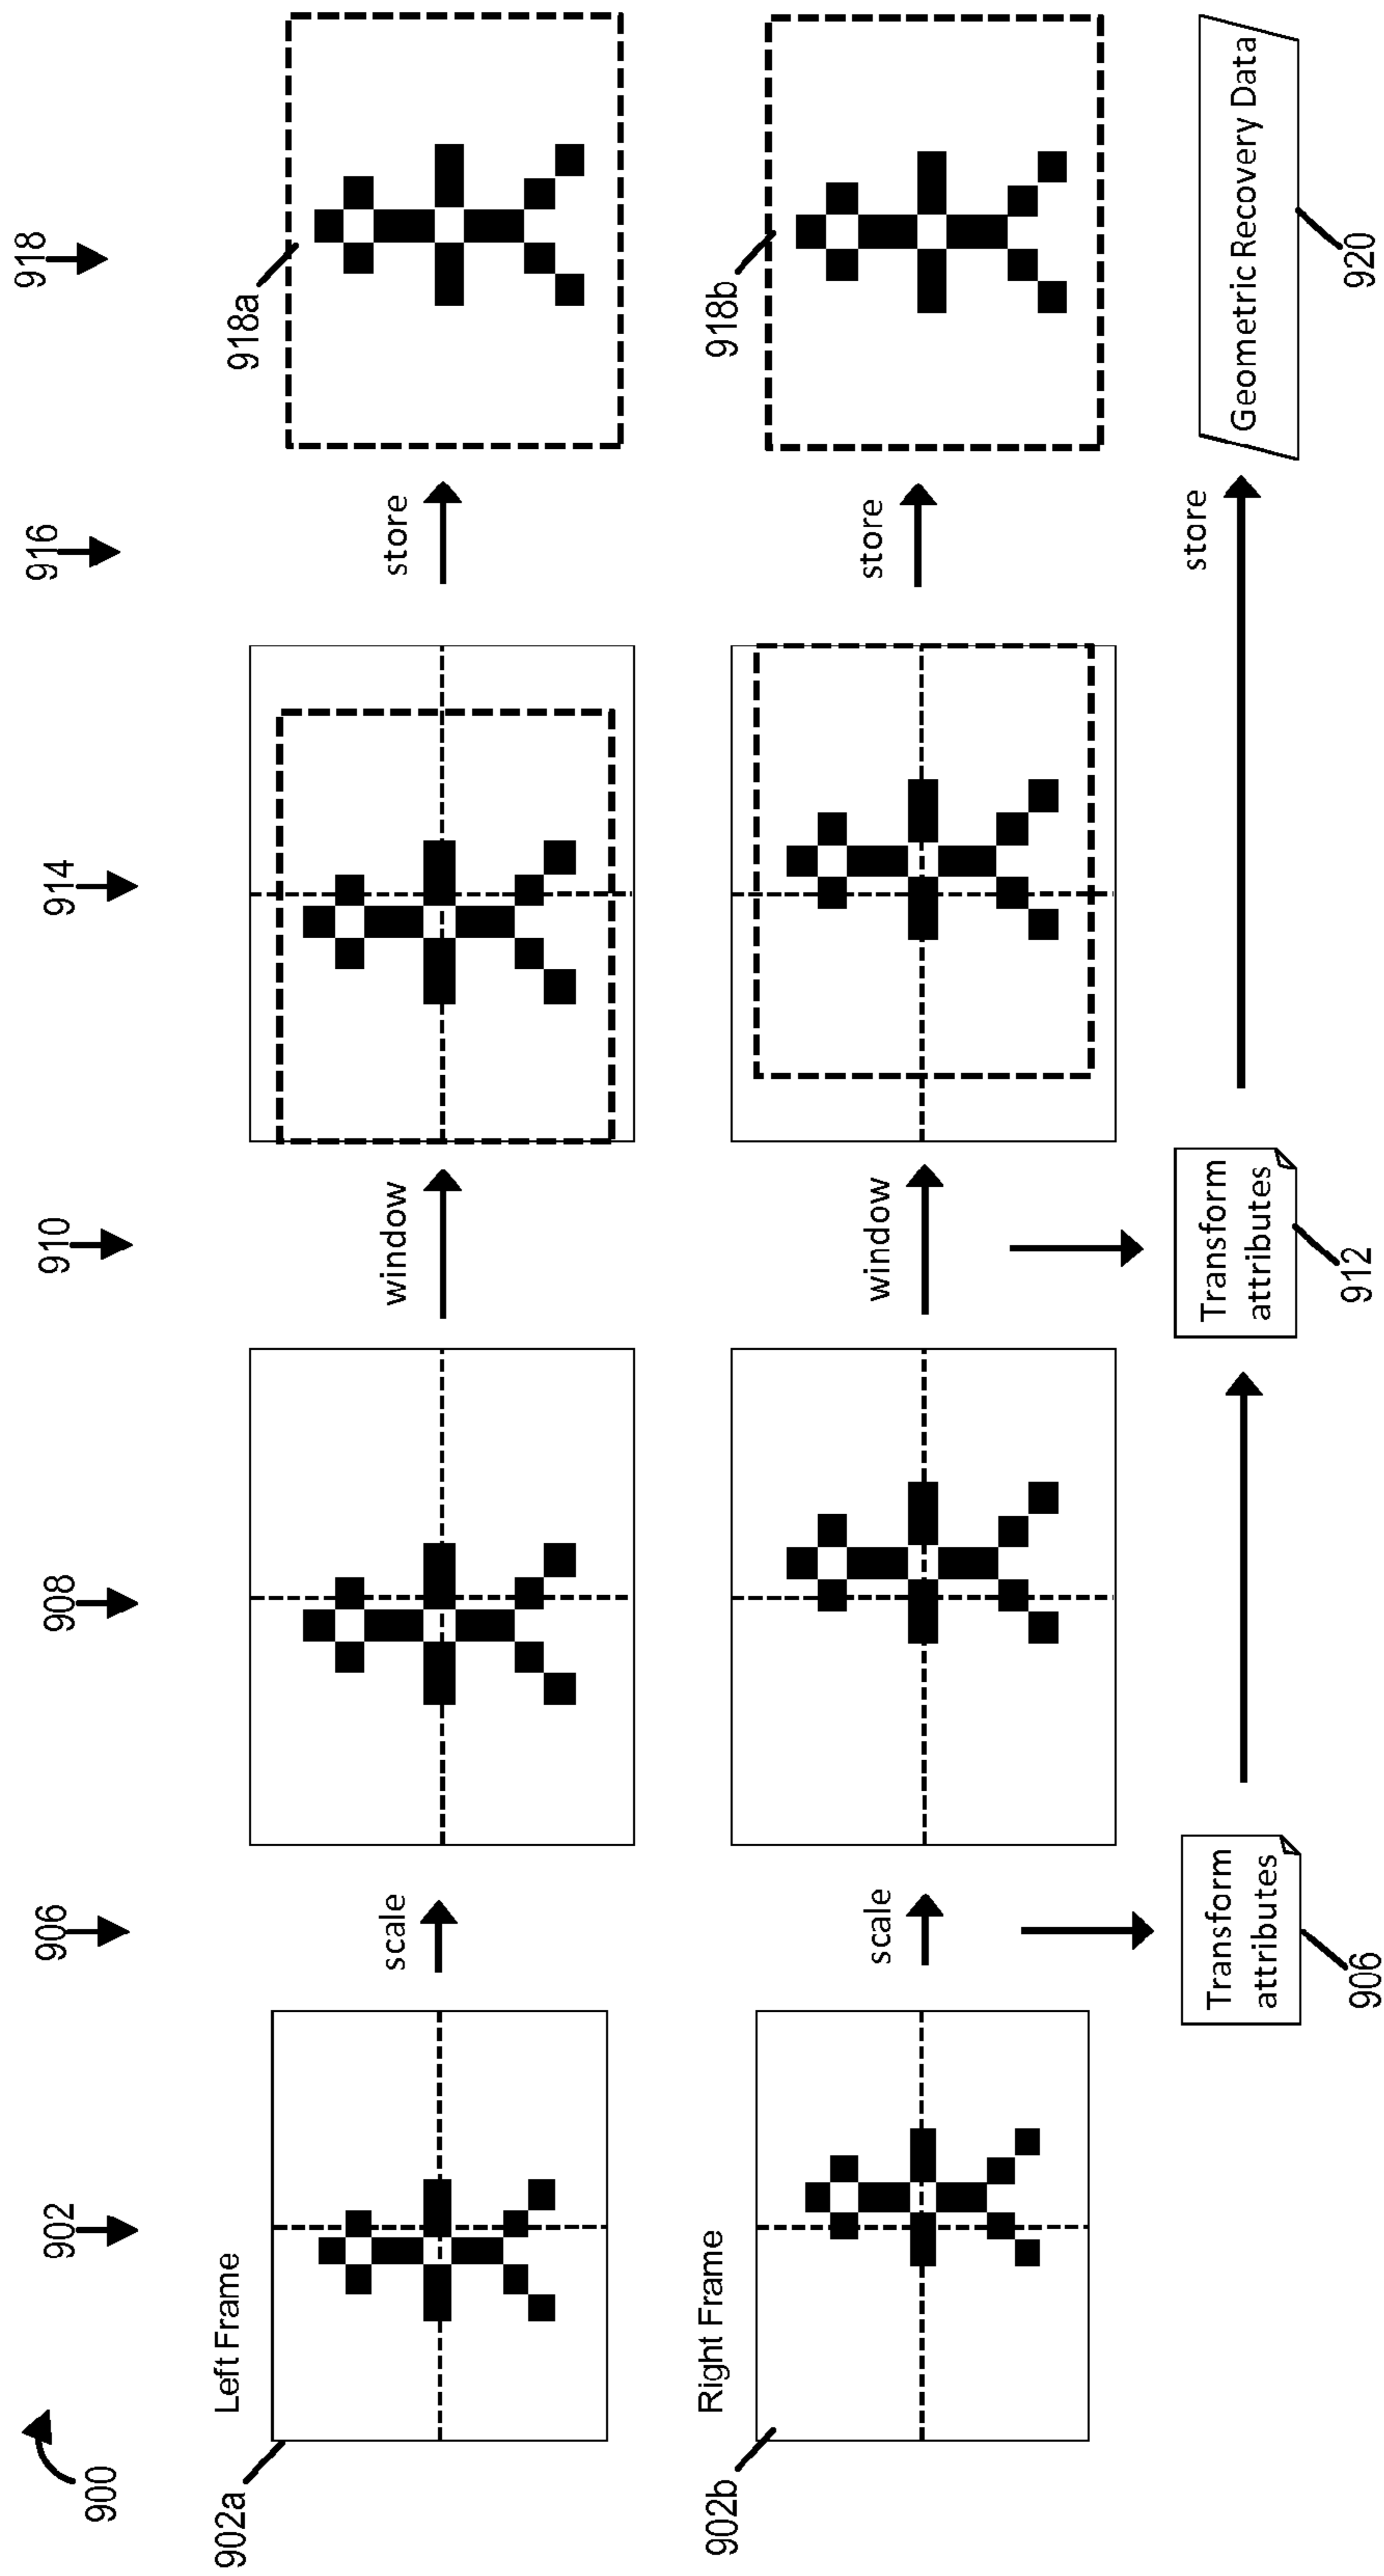 900
902
906
908
910
914
916
918
Left Frame
902a
scale
window
store
918a
Right Frame
902b
scale
window
store
918b
Transform
attributes
906
Transform
attributes
912
store
Geometric Recovery Data
920